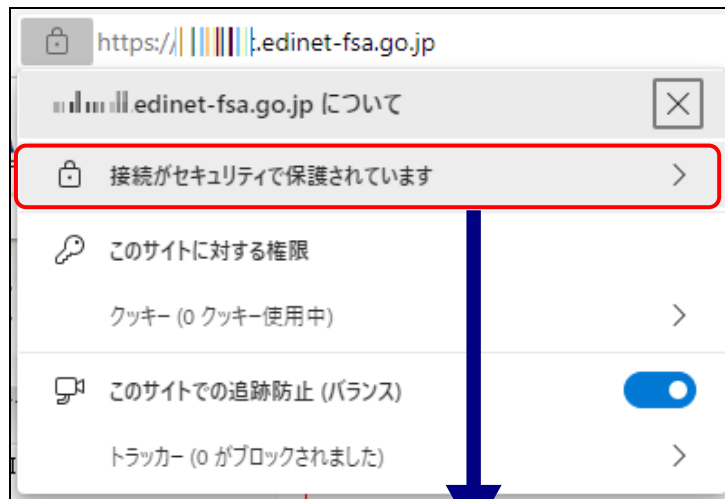 https://.edinet-fsa.go.jp
.edinet-fsa.go.jp について
接続がセキュリティで保護されています
このサイトに対する権限
クッキー (0 クッキー使用中)
このサイトでの追跡防止 (バランス)
トラッカー (0 がブロックされました)